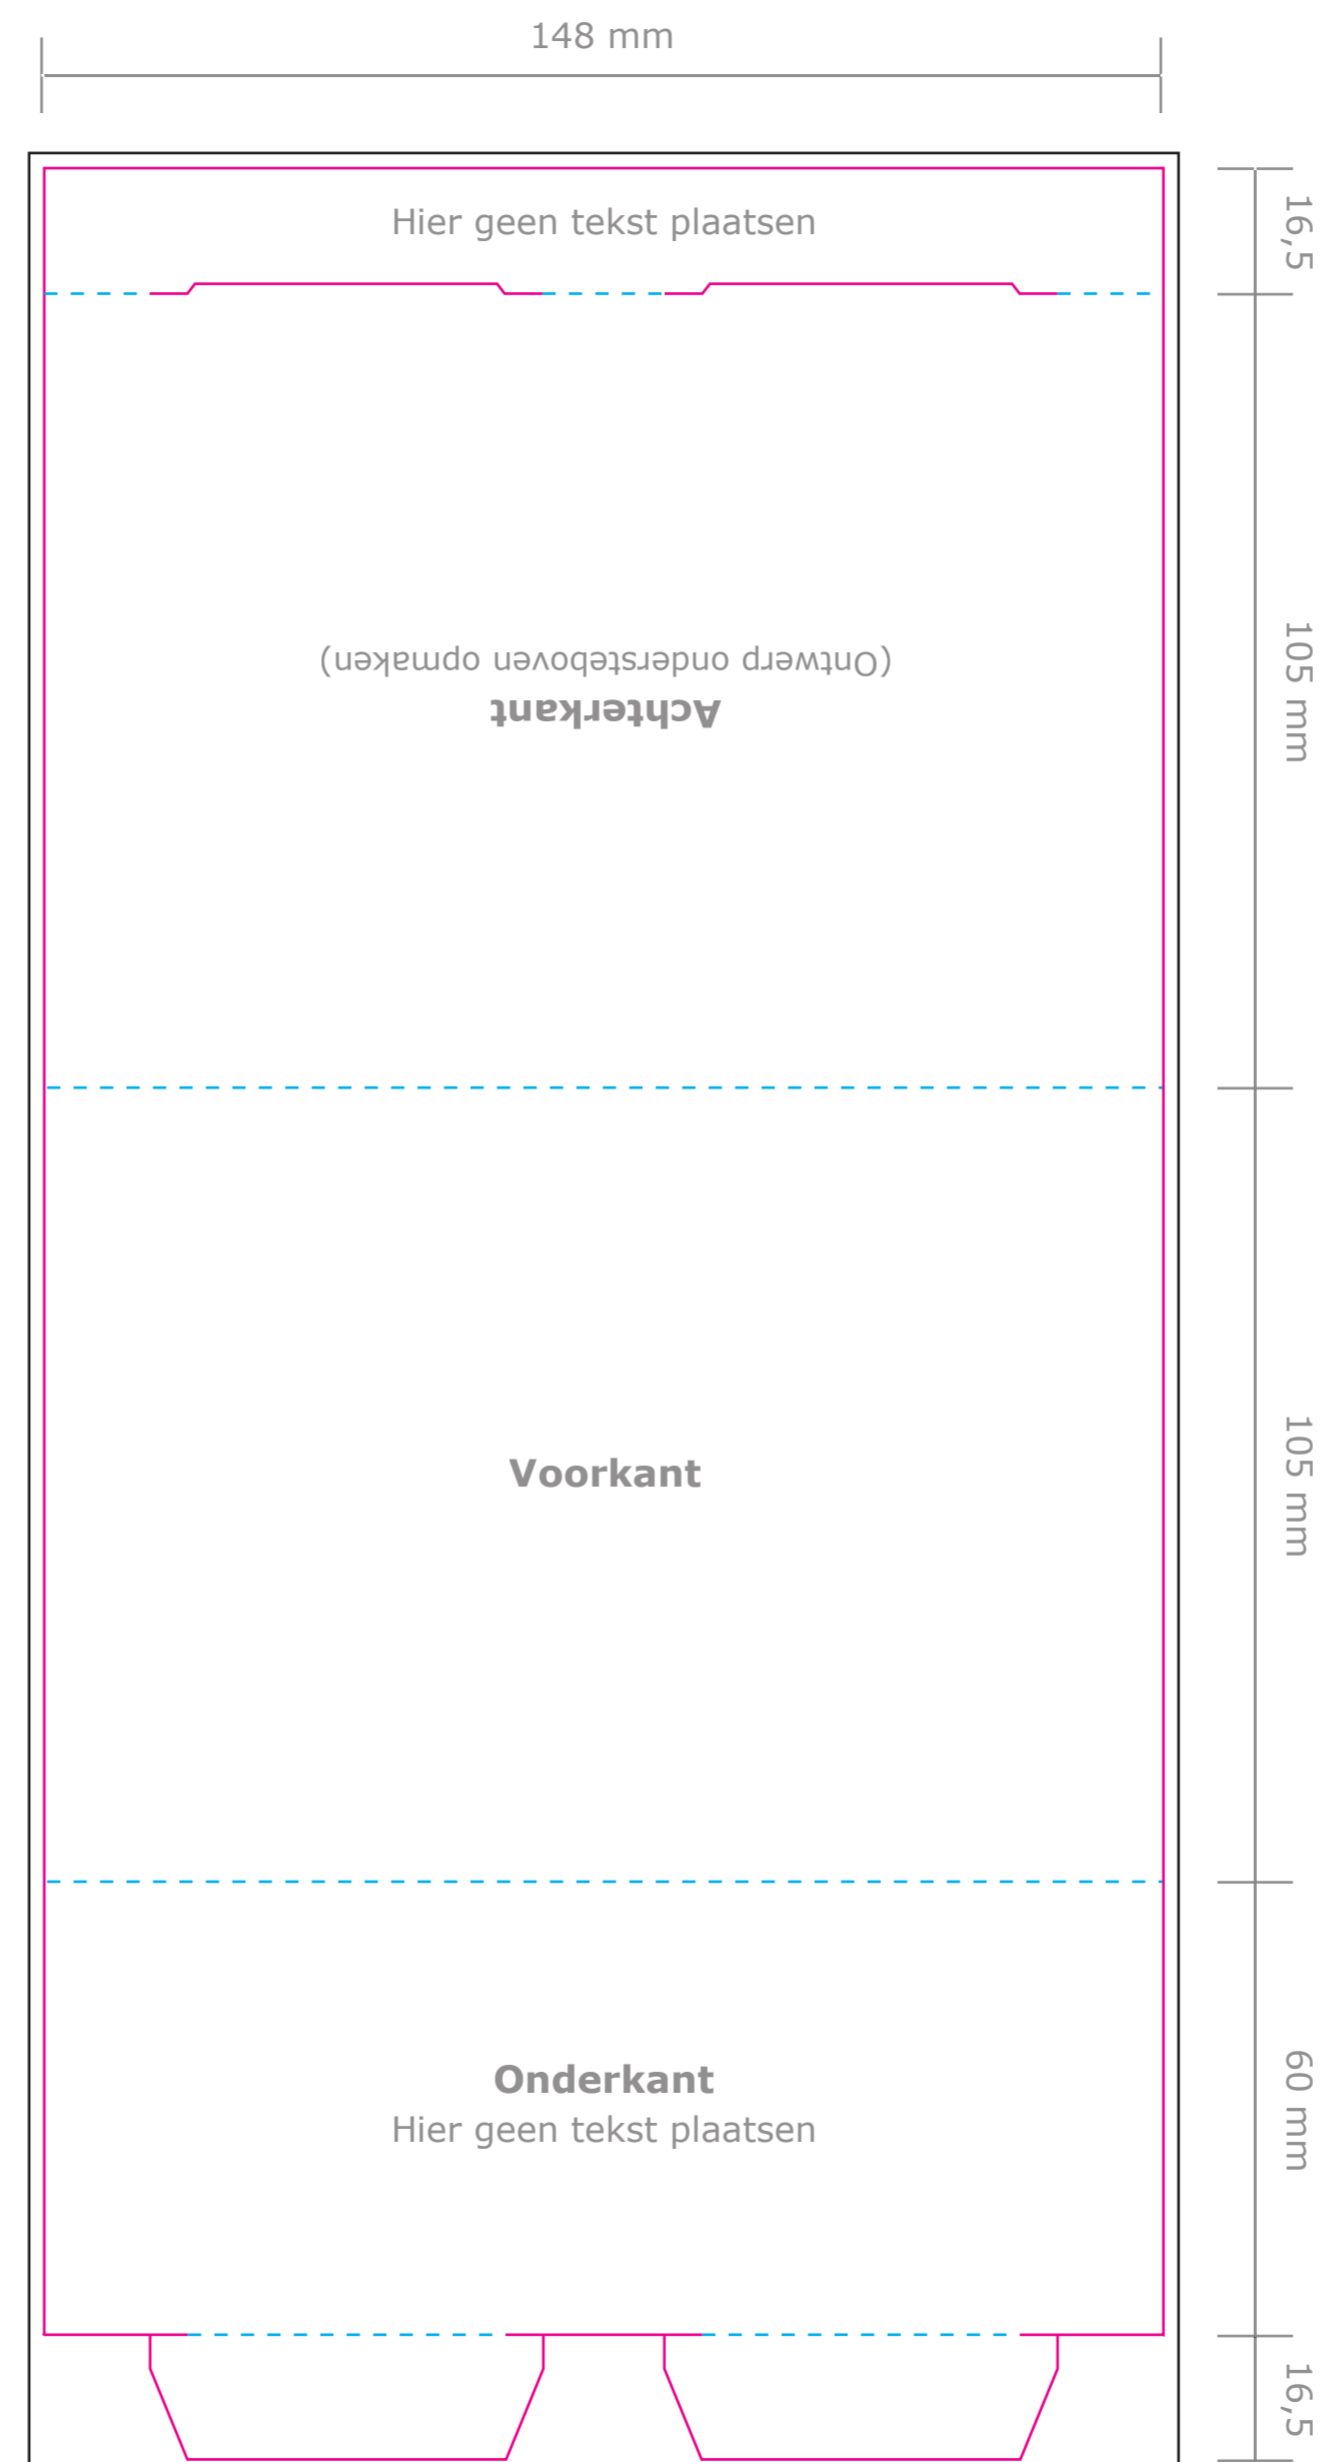 148 mm
16,5
Hier geen tekst plaatsen
105 mm
Achterkant
(Ontwerp ondersteboven opmaken)
105 mm
Voorkant
60 mm
Onderkant
Hier geen tekst plaatsen
16,5